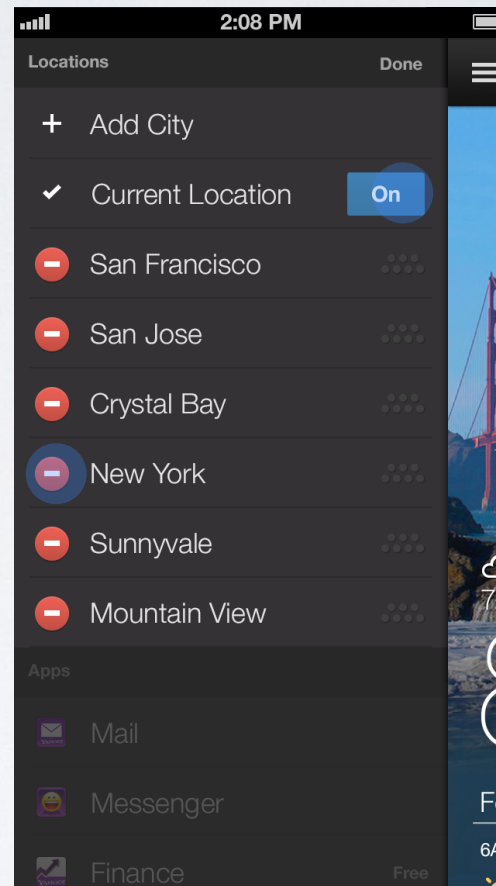 2:08 PM
Locations Done
Add City
Current Location On
San Francisco
San Jose
Crystal Bay
New York
Sunnyvale
Mountain View
Apps
Mail
Messenger
Finance Free
6A